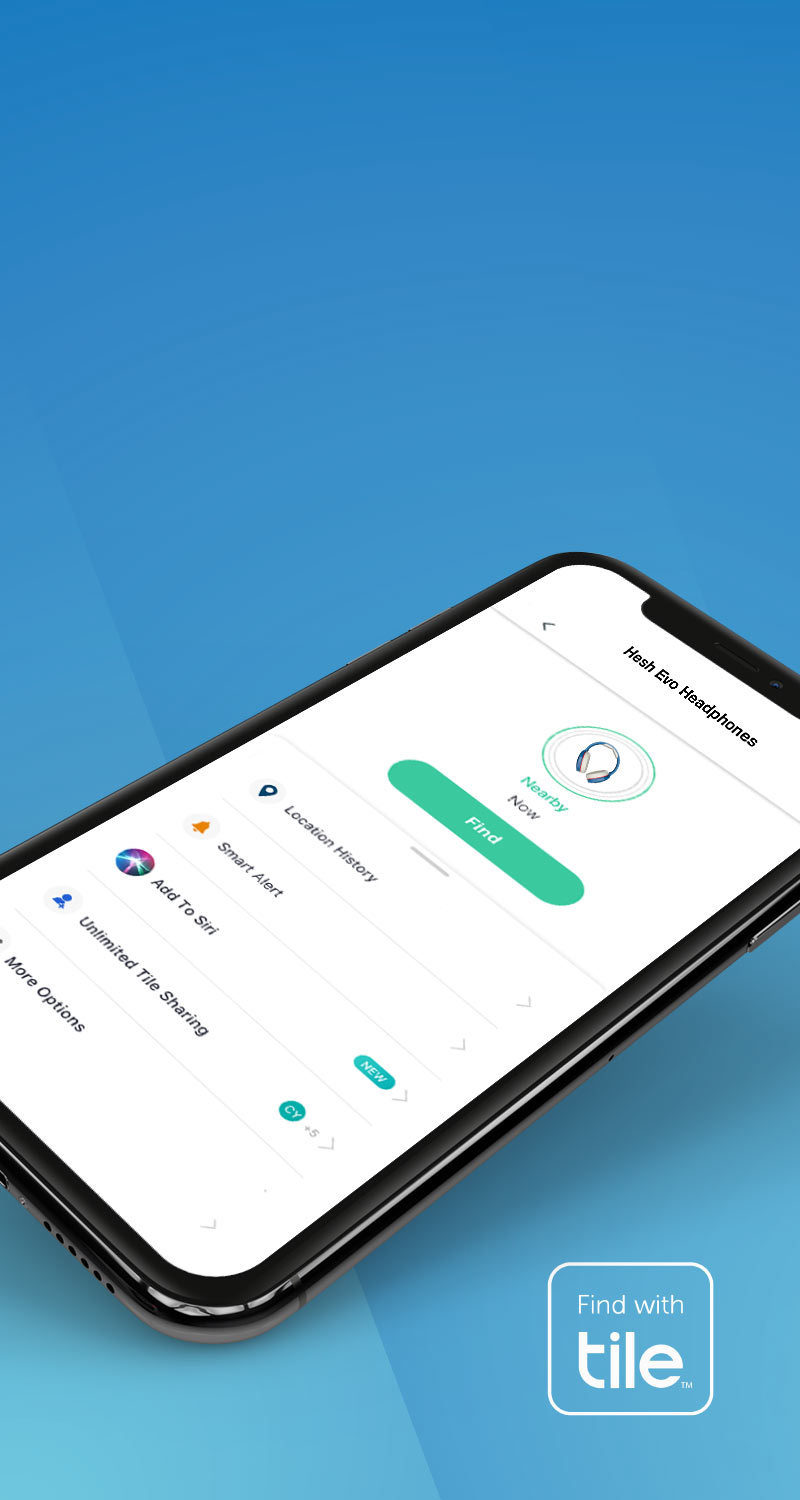 Hesh Evo Headphones
Nearby
Now
Find
Location History
Smart Alert
Add To Siri
NEW
Unlimited Tile Sharing
CY +5
More Options
Find with
tile™